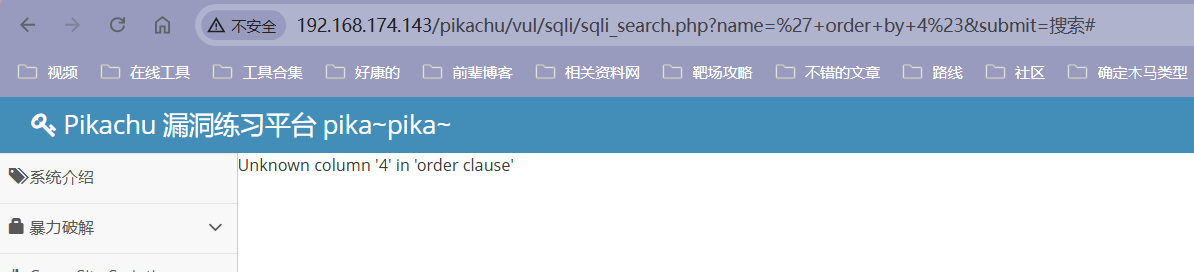 不安全 192.168.174.143/pikachu/vul/sqli/sqli_search.php?name=%27+order+by+4%23&submit=搜索#
视频 在线工具 工具合集 好康的 前辈博客 相关资料网 靶场攻略 不错的文章 路线 社区 确定木马类型
Pikachu 漏洞练习平台 pika~pika~
系统介绍
Unknown column '4' in 'order clause'
暴力破解